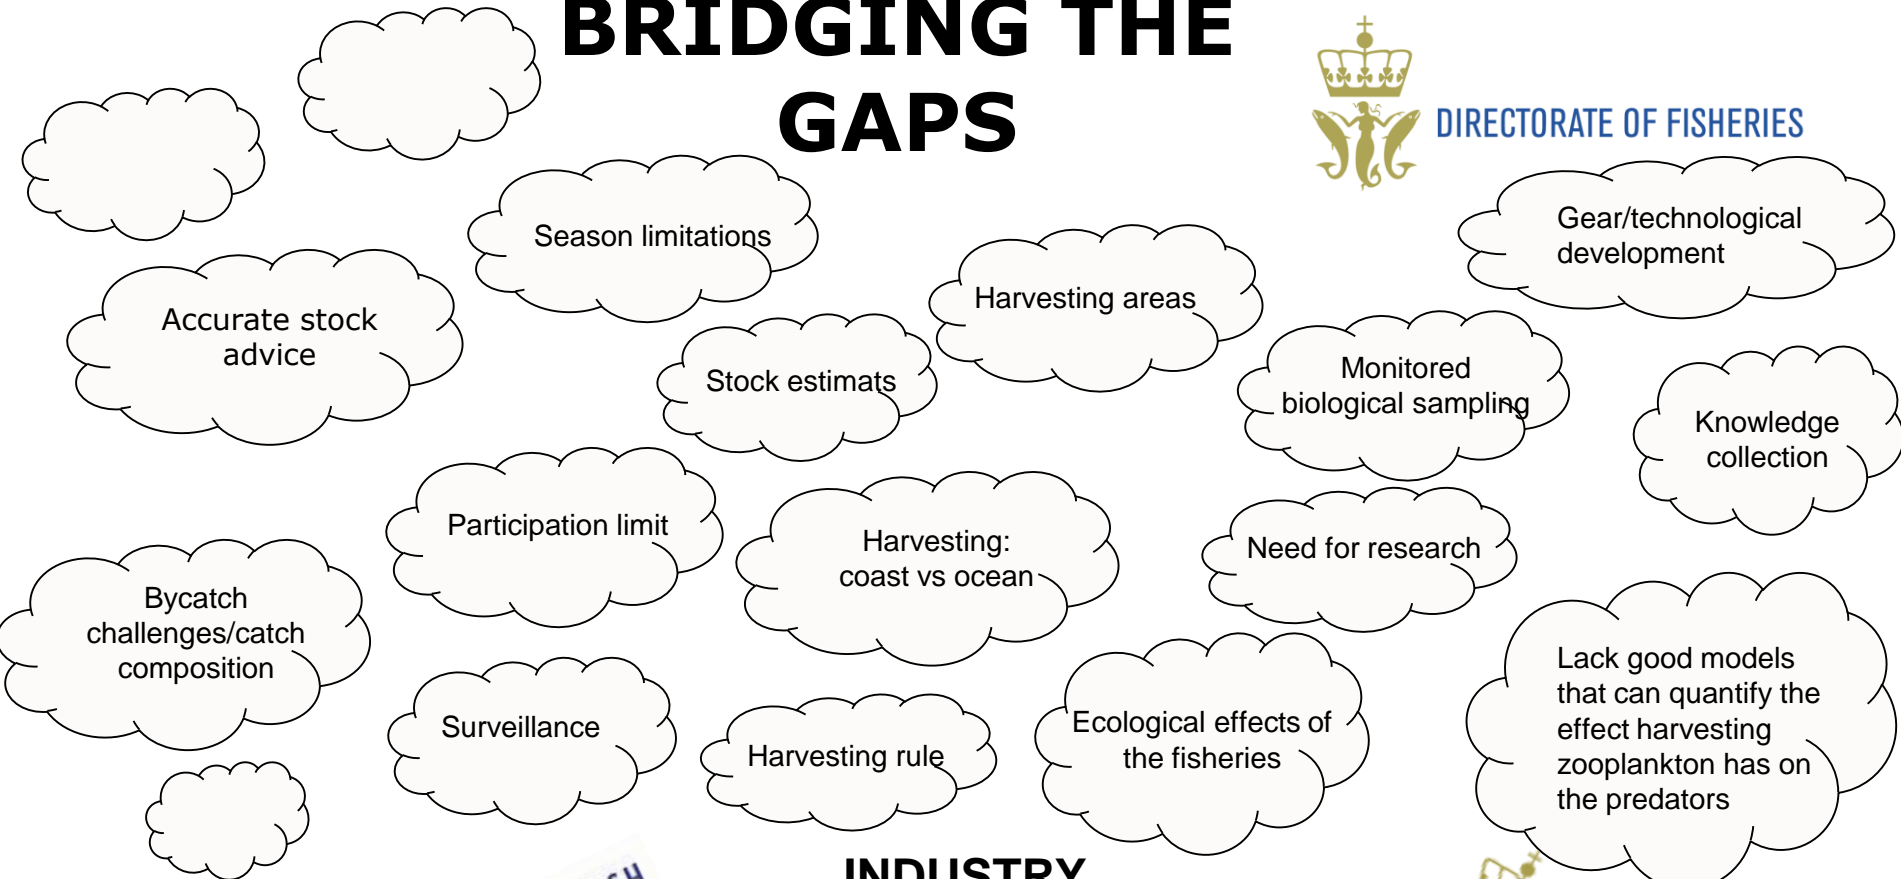 BRIDGING THE
GAPS
DIRECTORATE OF FISHERIES
Season limitations
Gear/technological
development
Accurate stock
advice
Harvesting areas
Stock estimats
Monitored
biological sampling
Knowledge
collection
Participation limit
Harvesting:
coast vs ocean
Need for research
Bycatch
challenges/catch
composition
Surveillance
Harvesting rule
Ecological effects of
the fisheries
Lack good models
that can quantify the
effect harvesting
zooplankton has on
the predators
INDUSTRY